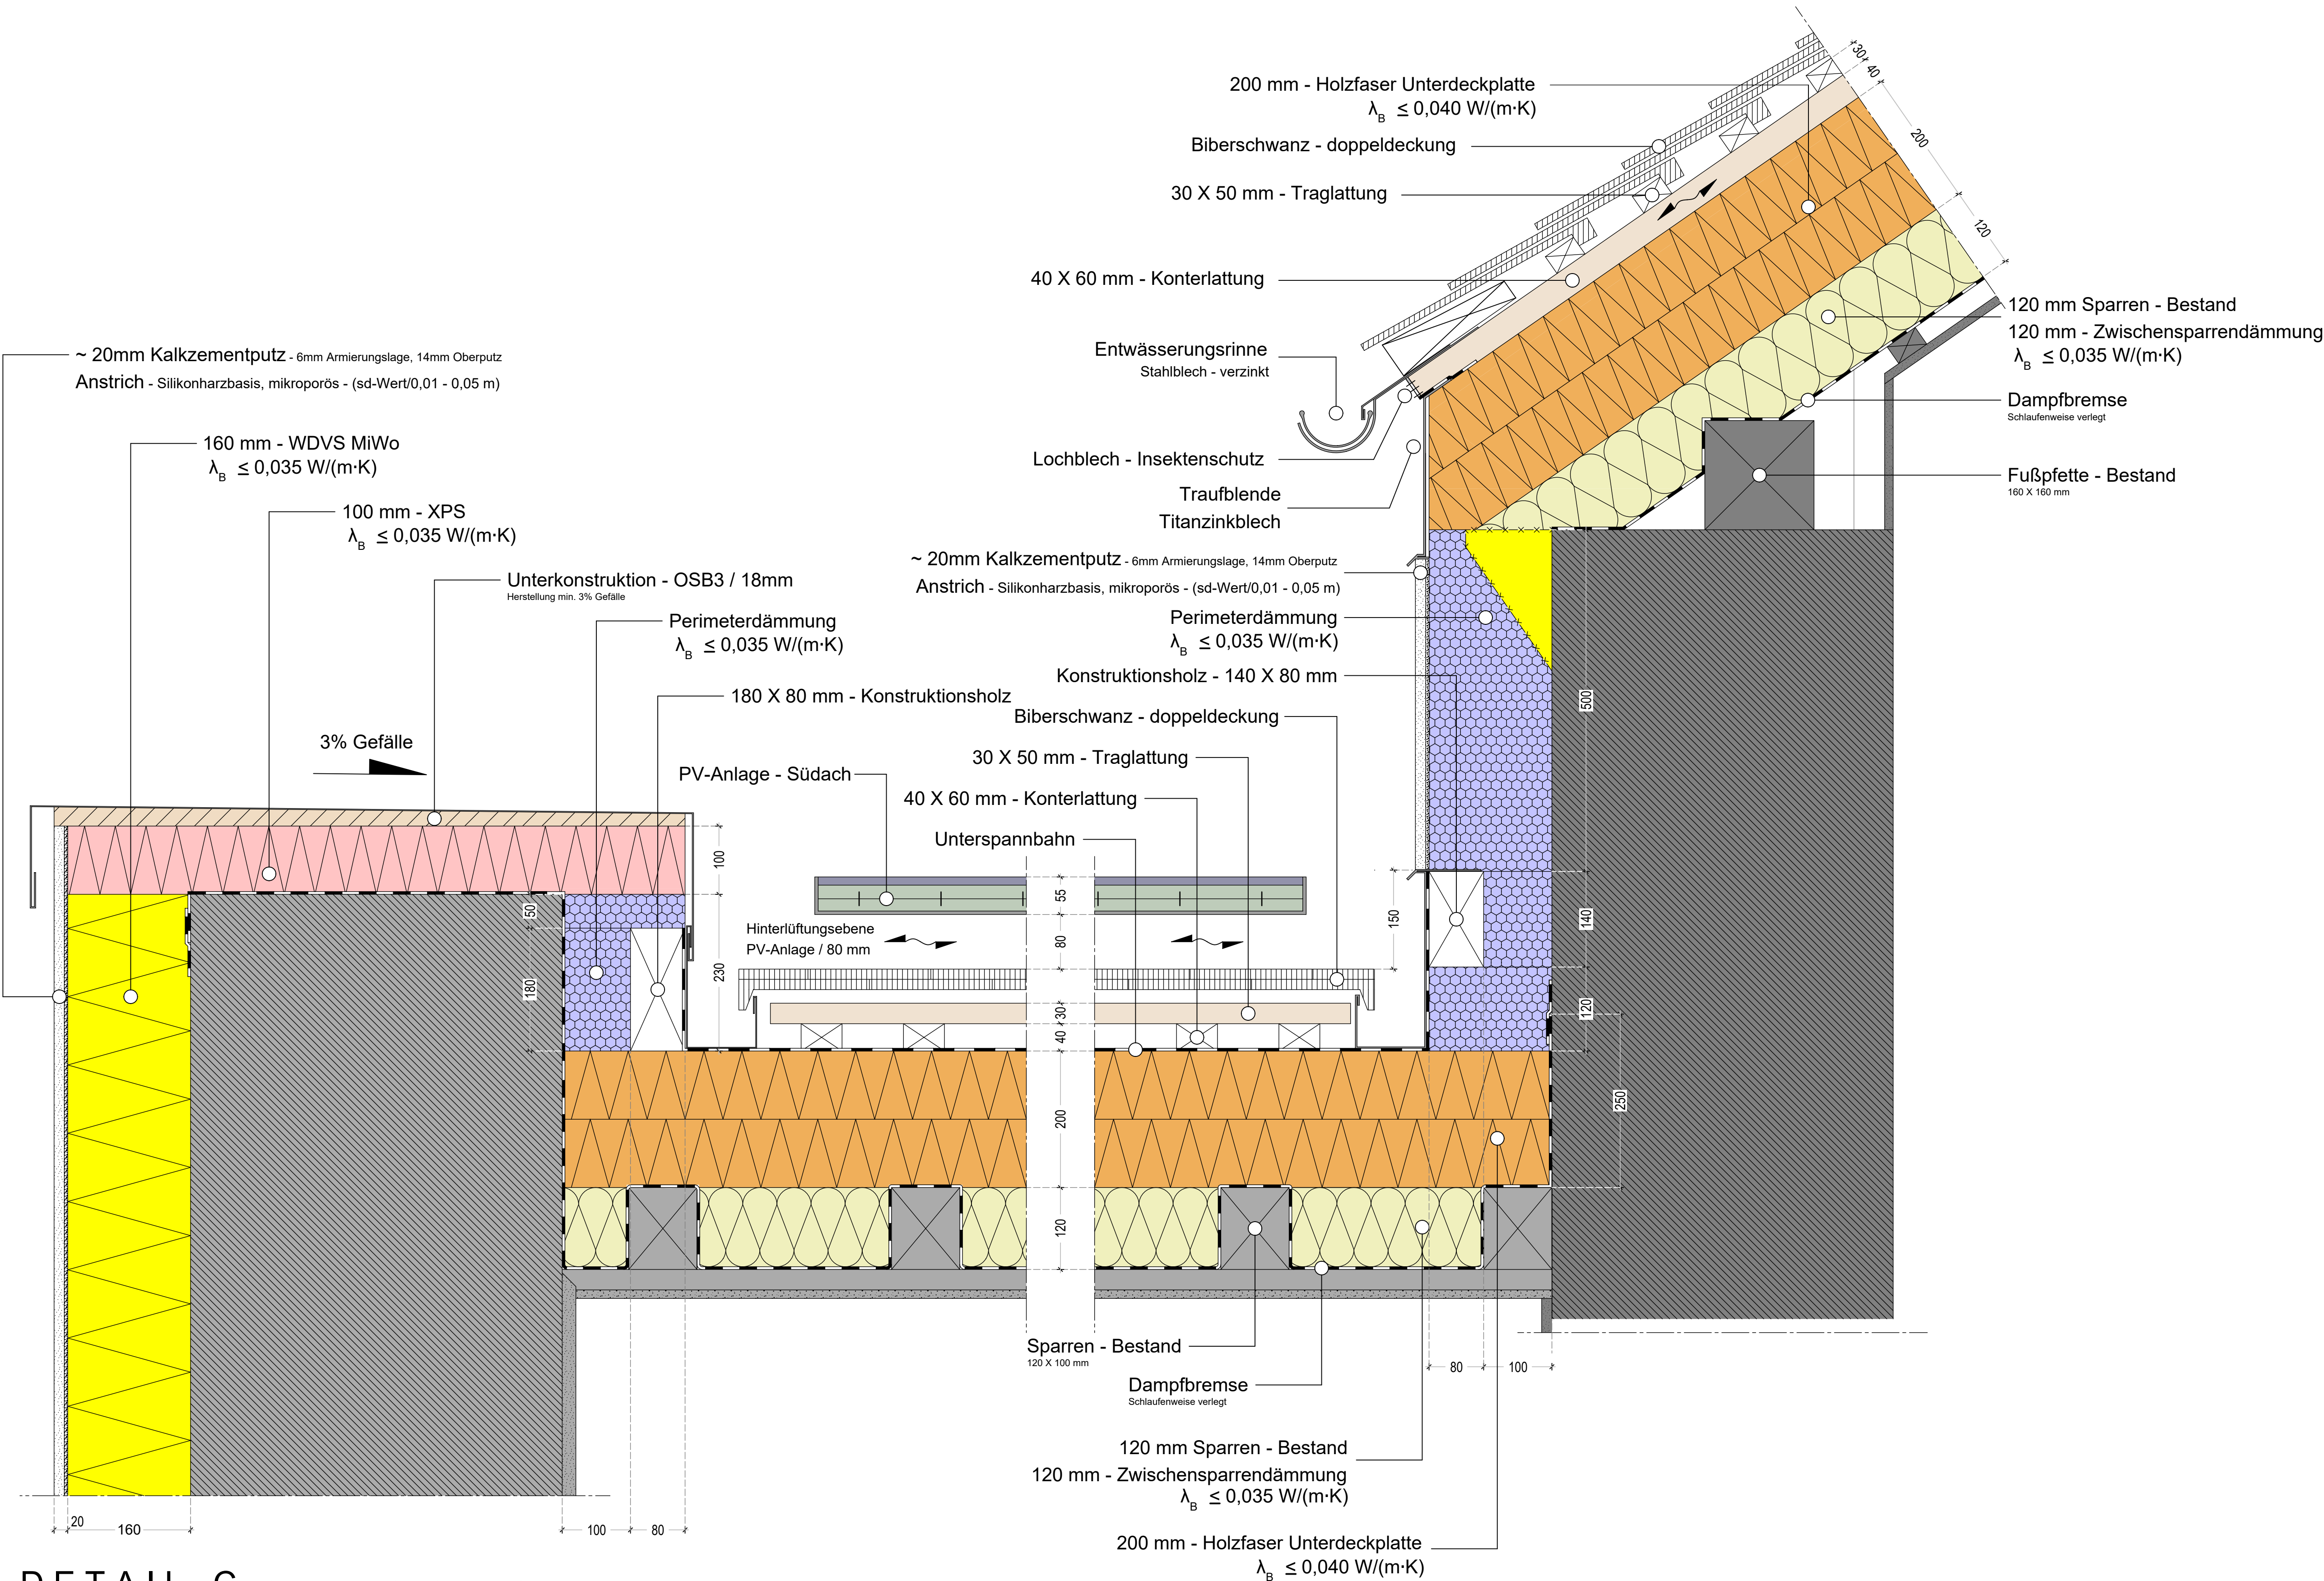 200 mm - Holzfaser Unterdeckplatte
λB ≤ 0,040 W/(m·K)
Biberschwanz - doppeldeckung
30 X 50 mm - Traglattung
40 X 60 mm - Konterlattung
Entwässerungsrinne
Stahlblech - verzinkt
Lochblech - Insektenschutz
Traufblende
Titanzinkblech
~ 20mm Kalkzementputz - 6mm Armierungslage, 14mm Oberputz
Anstrich - Silikonharzbasis, mikroporös - (sd-Wert/0,01 - 0,05 m)
Perimeterdämmung
λB ≤ 0,035 W/(m·K)
Konstruktionsholz - 140 X 80 mm
Biberschwanz - doppeldeckung
30 X 50 mm - Traglattung
40 X 60 mm - Konterlattung
Unterspannbahn
30
40
200
120
120 mm Sparren - Bestand
120 mm - Zwischensparrendämmung
λB ≤ 0,035 W/(m·K)
Dampfbremse
Schlaufenweise verlegt
Fußpfette - Bestand
160 X 160 mm
~ 20mm Kalkzementputz - 6mm Armierungslage, 14mm Oberputz
Anstrich - Silikonharzbasis, mikroporös - (sd-Wert/0,01 - 0,05 m)
160 mm - WDVS MiWo
λB ≤ 0,035 W/(m·K)
100 mm - XPS
λB ≤ 0,035 W/(m·K)
Unterkonstruktion - OSB3 / 18mm
Herstellung min. 3% Gefälle
Perimeterdämmung
λB ≤ 0,035 W/(m·K)
180 X 80 mm - Konstruktionsholz
3% Gefälle
PV-Anlage - Südach
Hinterlüftungsebene
PV-Anlage / 80 mm
50
180
100
230
55
80
30
40
200
120
150
500
140
120
250
Sparren - Bestand
120 X 100 mm
Dampfbremse
Schlaufenweise verlegt
120 mm Sparren - Bestand
120 mm - Zwischensparrendämmung
λB ≤ 0,035 W/(m·K)
200 mm - Holzfaser Unterdeckplatte
λB ≤ 0,040 W/(m·K)
80
100
20
160
100
80